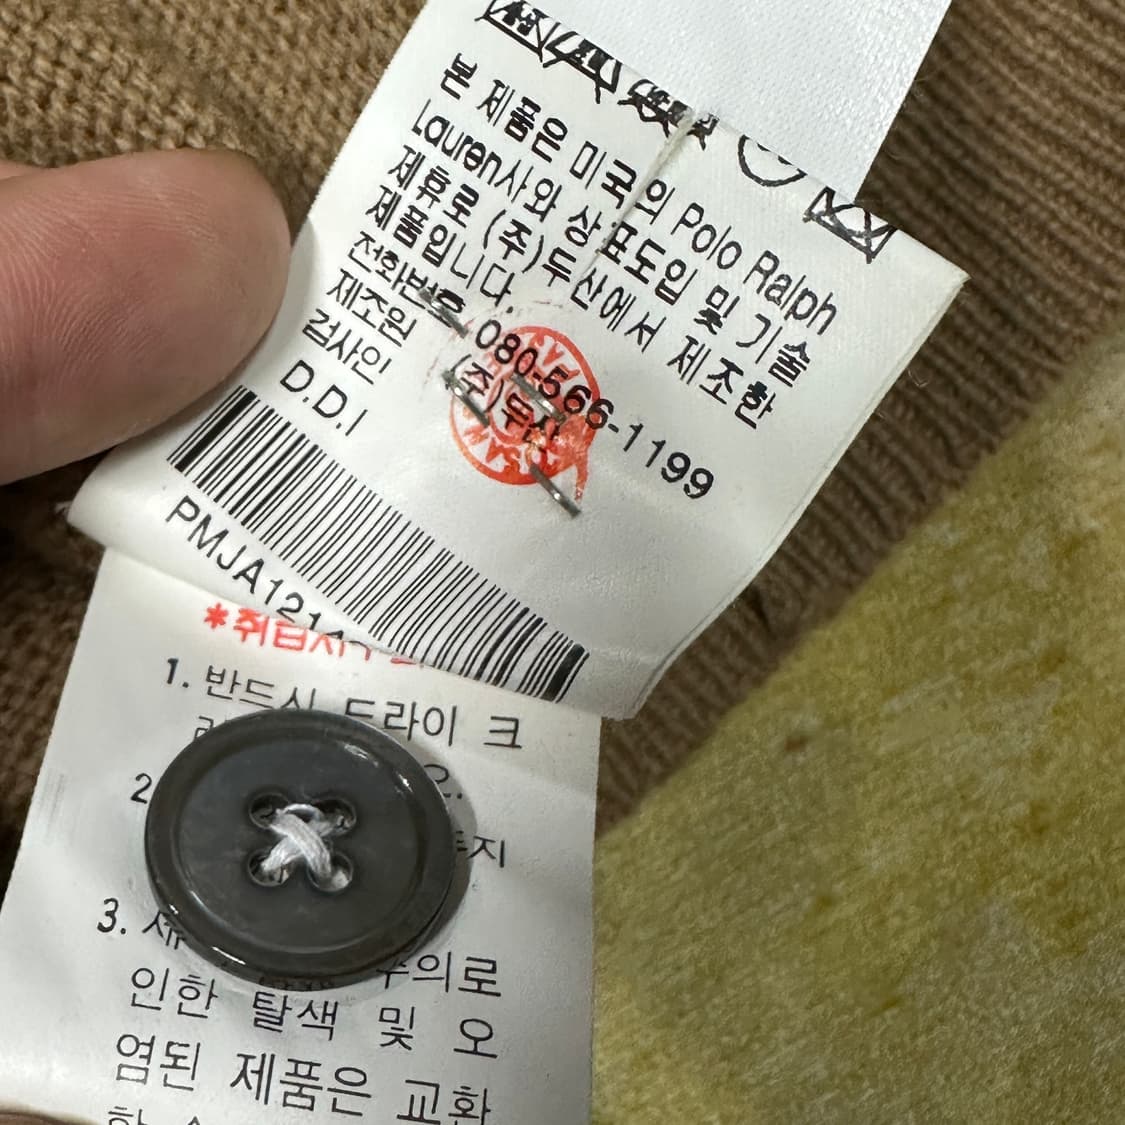 본 제품은 미국의 Polo Ralph
Lauren사와 상표도입 및 기술
제휴로 (주)두산에서 제조한
제품입니다.
전화번호 080-566-1199
제조원 (주)두산
검사인
D.D.I
PMJA121
*취급시
1. 반드시 드라이 크
2
3.
인한 탈색 및 오
염된 제품은 교환